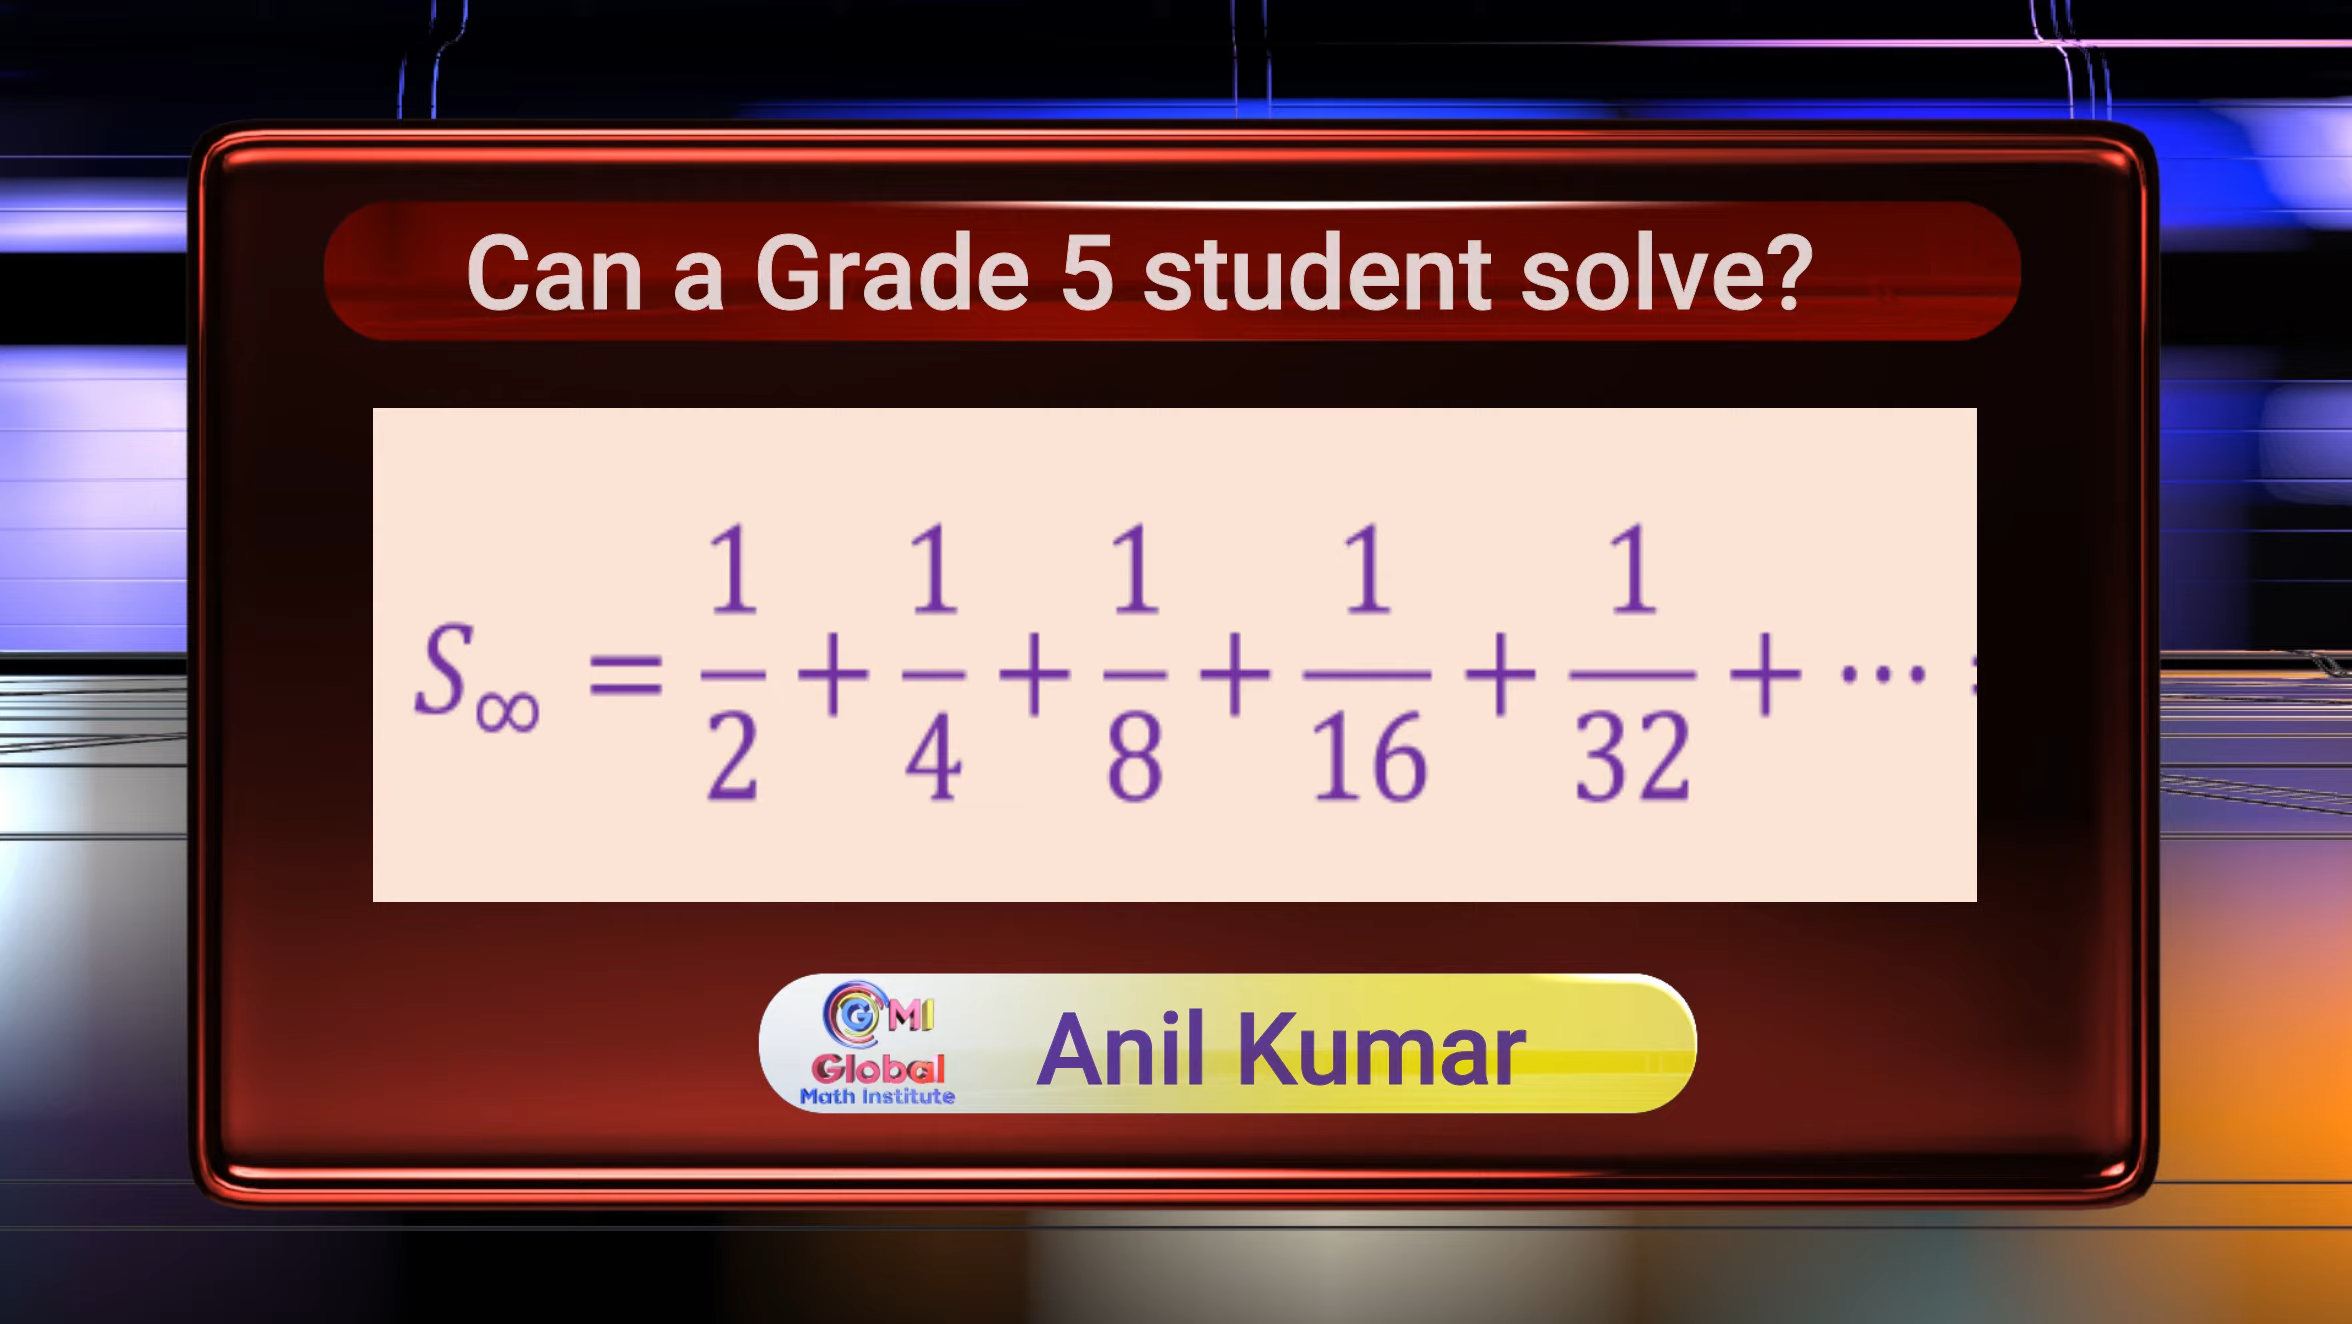 Can a Grade 5 student solve?
S∞ = 1/2 + 1/4 + 1/8 + 1/16 + 1/32 + ⋯
GMI
Global
Math Institute
Anil Kumar